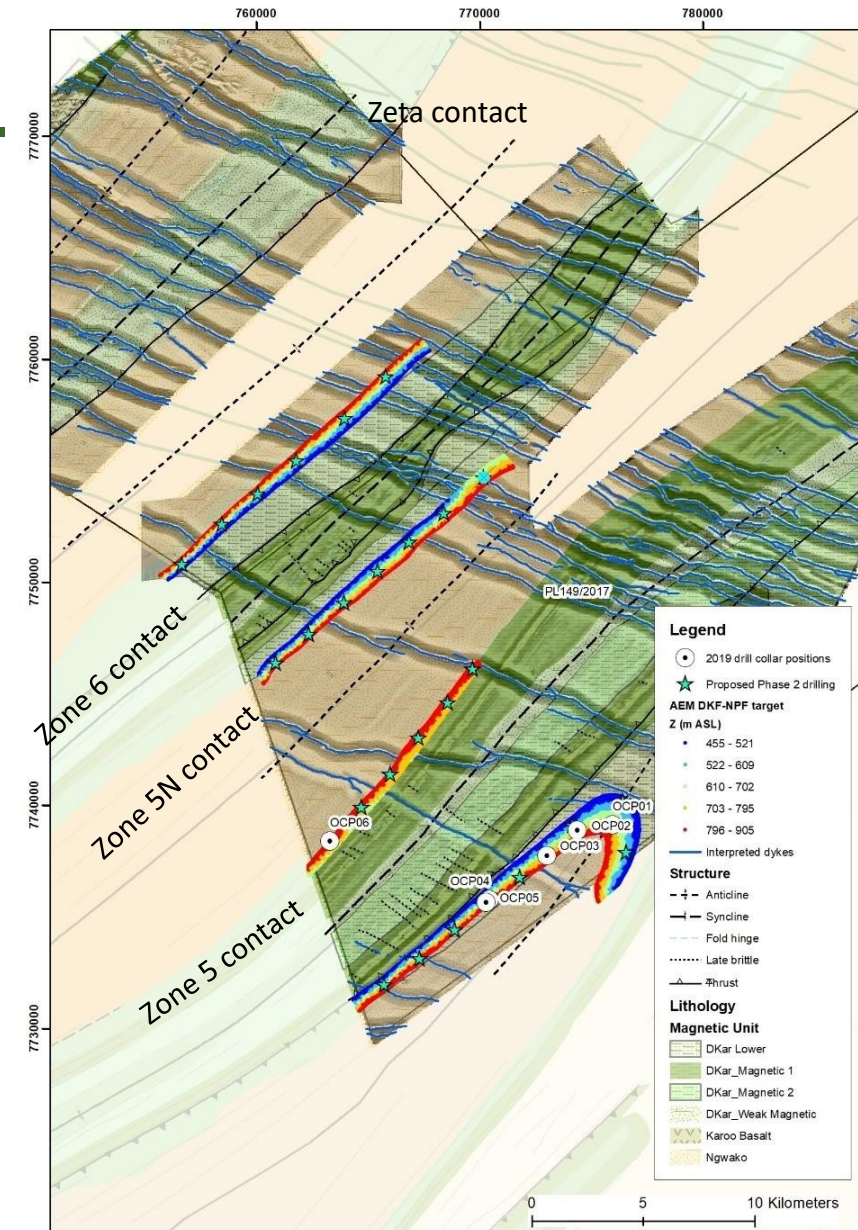 760000
770000
780000
7770000
7760000
7750000
7740000
7730000
Zeta contact
Zone 6 contact
Zone 5N contact
Zone 5 contact
PL149/2017
OCP01
OCP02
OCP03
OCP04
OCP05
OCP06
Legend
2019 drill collar positions
Proposed Phase 2 drilling
AEM DKF-NPF target
Z (m ASL)
455 - 521
522 - 609
610 - 702
703 - 795
796 - 905
Interpreted dykes
Structure
Anticline
Syncline
Fold hinge
Late brittle
Thrust
Lithology
Magnetic Unit
DKar Lower
DKar_Magnetic 1
DKar_Magnetic 2
DKar_Weak Magnetic
Karoo Basalt
Ngwako
0 5 10 Kilometers